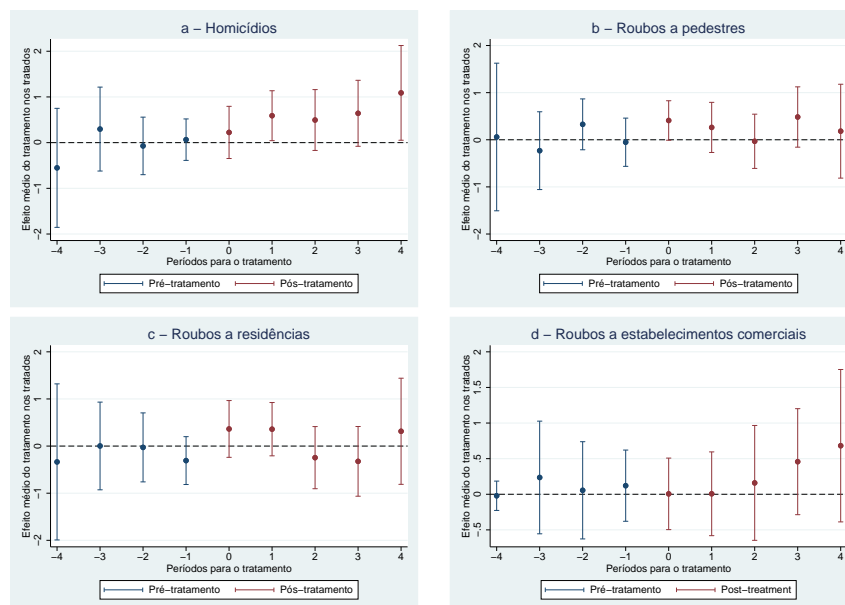 a – Homicídios
Efeito médio do tratamento nos tratados
2
1
0
−1
−2
−4 −3 −2 −1 0 1 2 3 4
Períodos para o tratamento
Pré−tratamento Pós−tratamento
b – Roubos a pedestres
Efeito médio do tratamento nos tratados
2
1
0
−1
−2
−4 −3 −2 −1 0 1 2 3 4
Períodos para o tratamento
Pré−tratamento Pós−tratamento
c – Roubos a residências
Efeito médio do tratamento nos tratados
2
1
0
−1
−2
−4 −3 −2 −1 0 1 2 3 4
Períodos para o tratamento
Pré−tratamento Pós−tratamento
d – Roubos a estabelecimentos comerciais
Efeito médio do tratamento nos tratados
2
1.5
1
.5
0
−.5
−4 −3 −2 −1 0 1 2 3 4
Períodos para o tratamento
Pré−tratamento Post−treatment